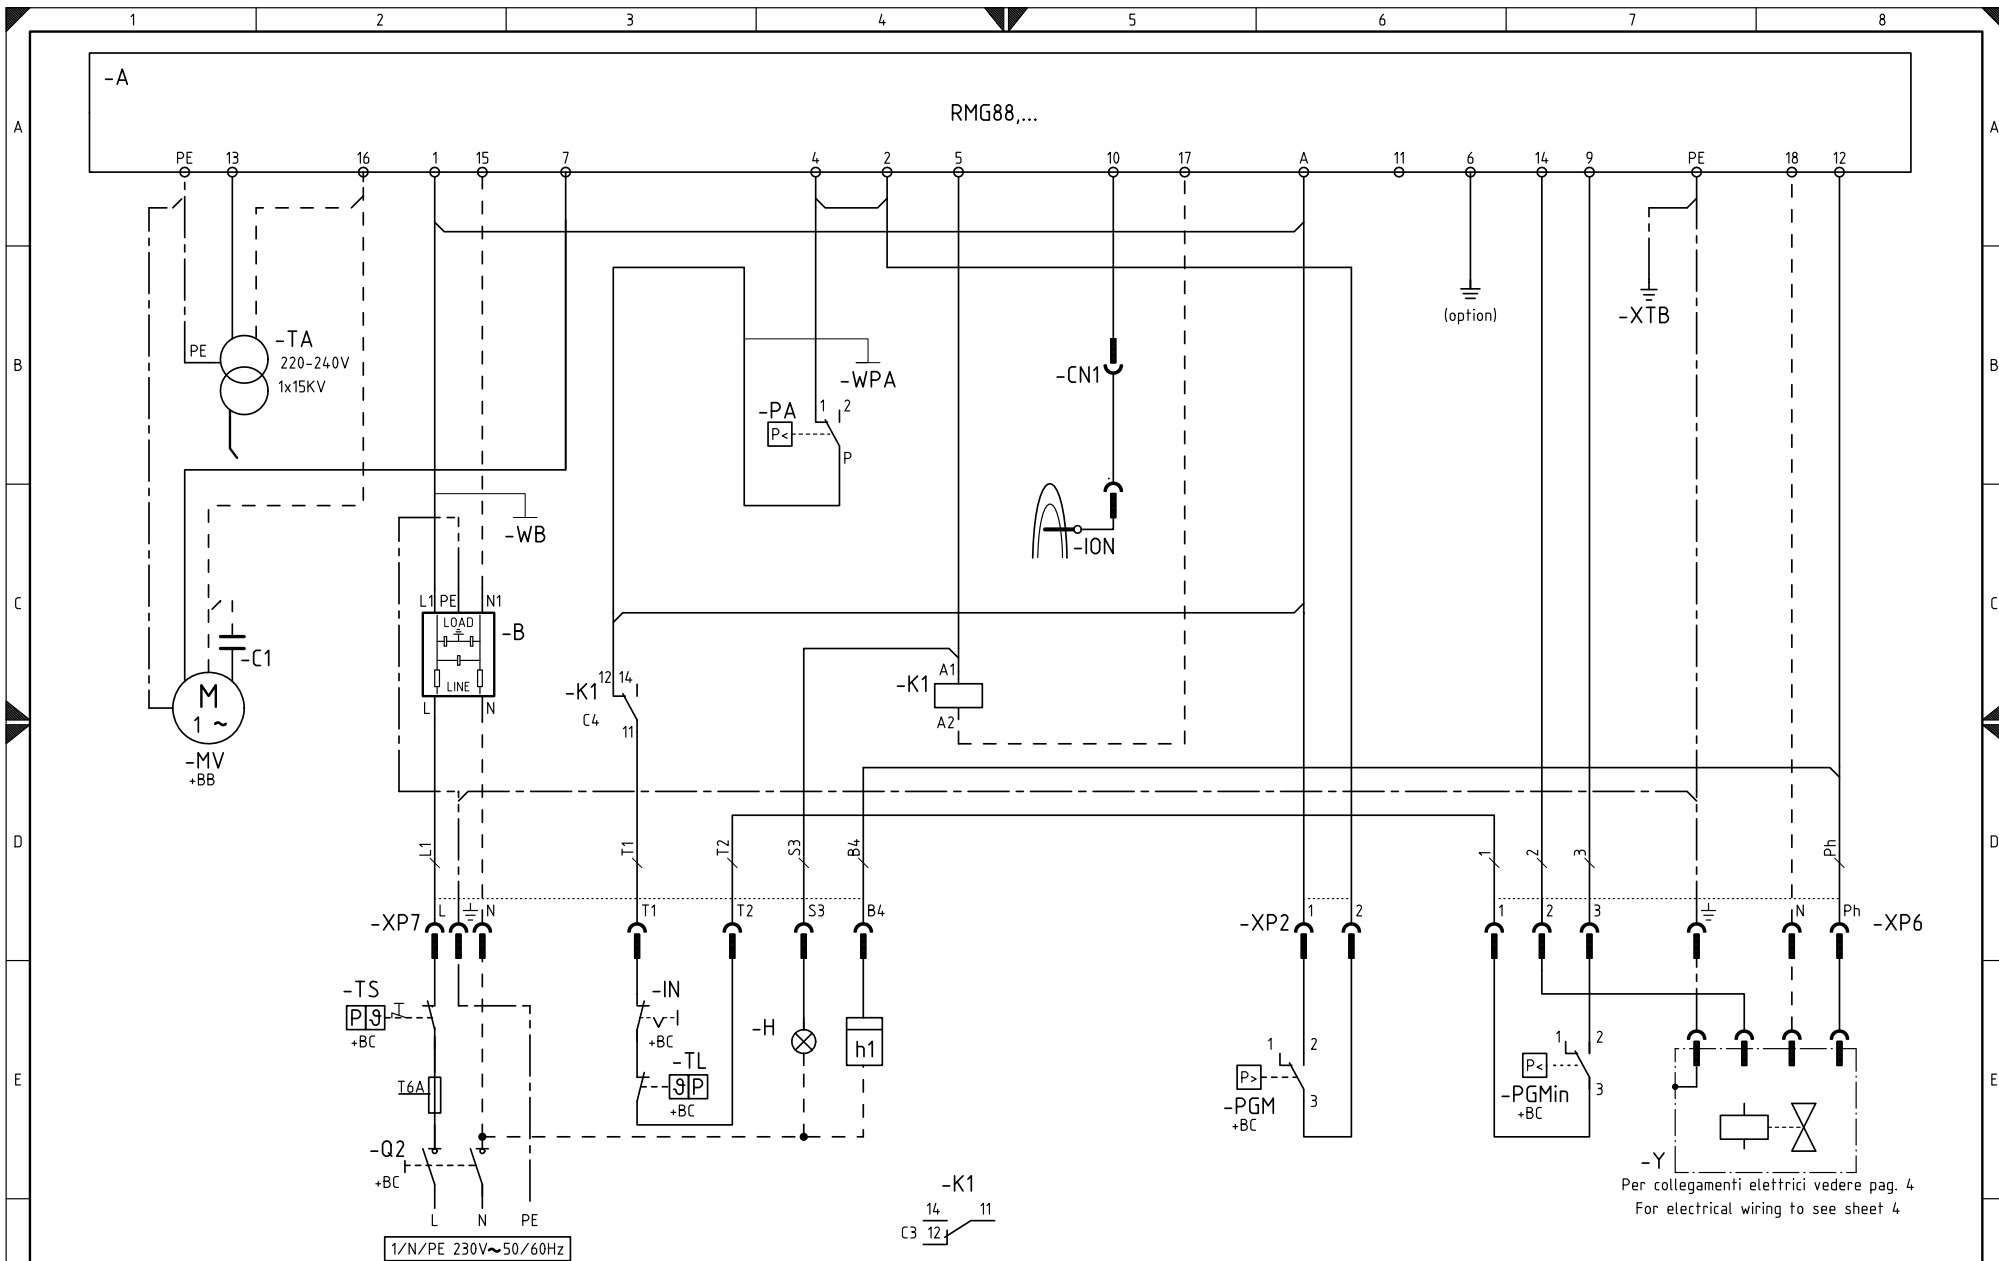 1 2 3 4 5 6 7 8
-A
RMG88,...
A A
PE 13 16 1 15 7 4 2 5 10 17 A 11 6 14 9 PE 18 12
-TA
220-240V
1x15KV
PE
(option)
-XTB
B B
-WPA
-CN1
-PA
1 2
P<
P
-WB
-ION
C C
L1 PE N1
LOAD
-B
LINE
L N
-C1
M
1 ~
-MV
+BB
-K1 12 14
C4
11
-K1
A1
A2
D D
L1 T1 T2 S3 B4 1 2 3 Ph
-XP7 L N T1 T2 S3 B4
-XP2 1 2
1 2 3 N Ph -XP6
-TS
P ϑ
+BC
-IN
+BC
-H
h1
-TL
ϑ P
+BC
E E
T6A
-Q2
+BC
1 2
P>
3
-PGM
+BC
1 2
P<
3
-PGMin
+BC
-Y
Per collegamenti elettrici vedere pag. 4
For electrical wiring to see sheet 4
-K1
14 11
C3 12
L N PE
1/N/PE 230V~50/60Hz